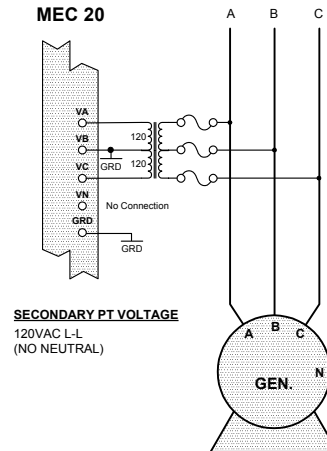 MEC 20
A B C
VA
120
VB
GRD
120
VC
VN
No Connection
GRD
GRD
SECONDARY PT VOLTAGE
120VAC L-L
(NO NEUTRAL)
A B C
N
GEN.